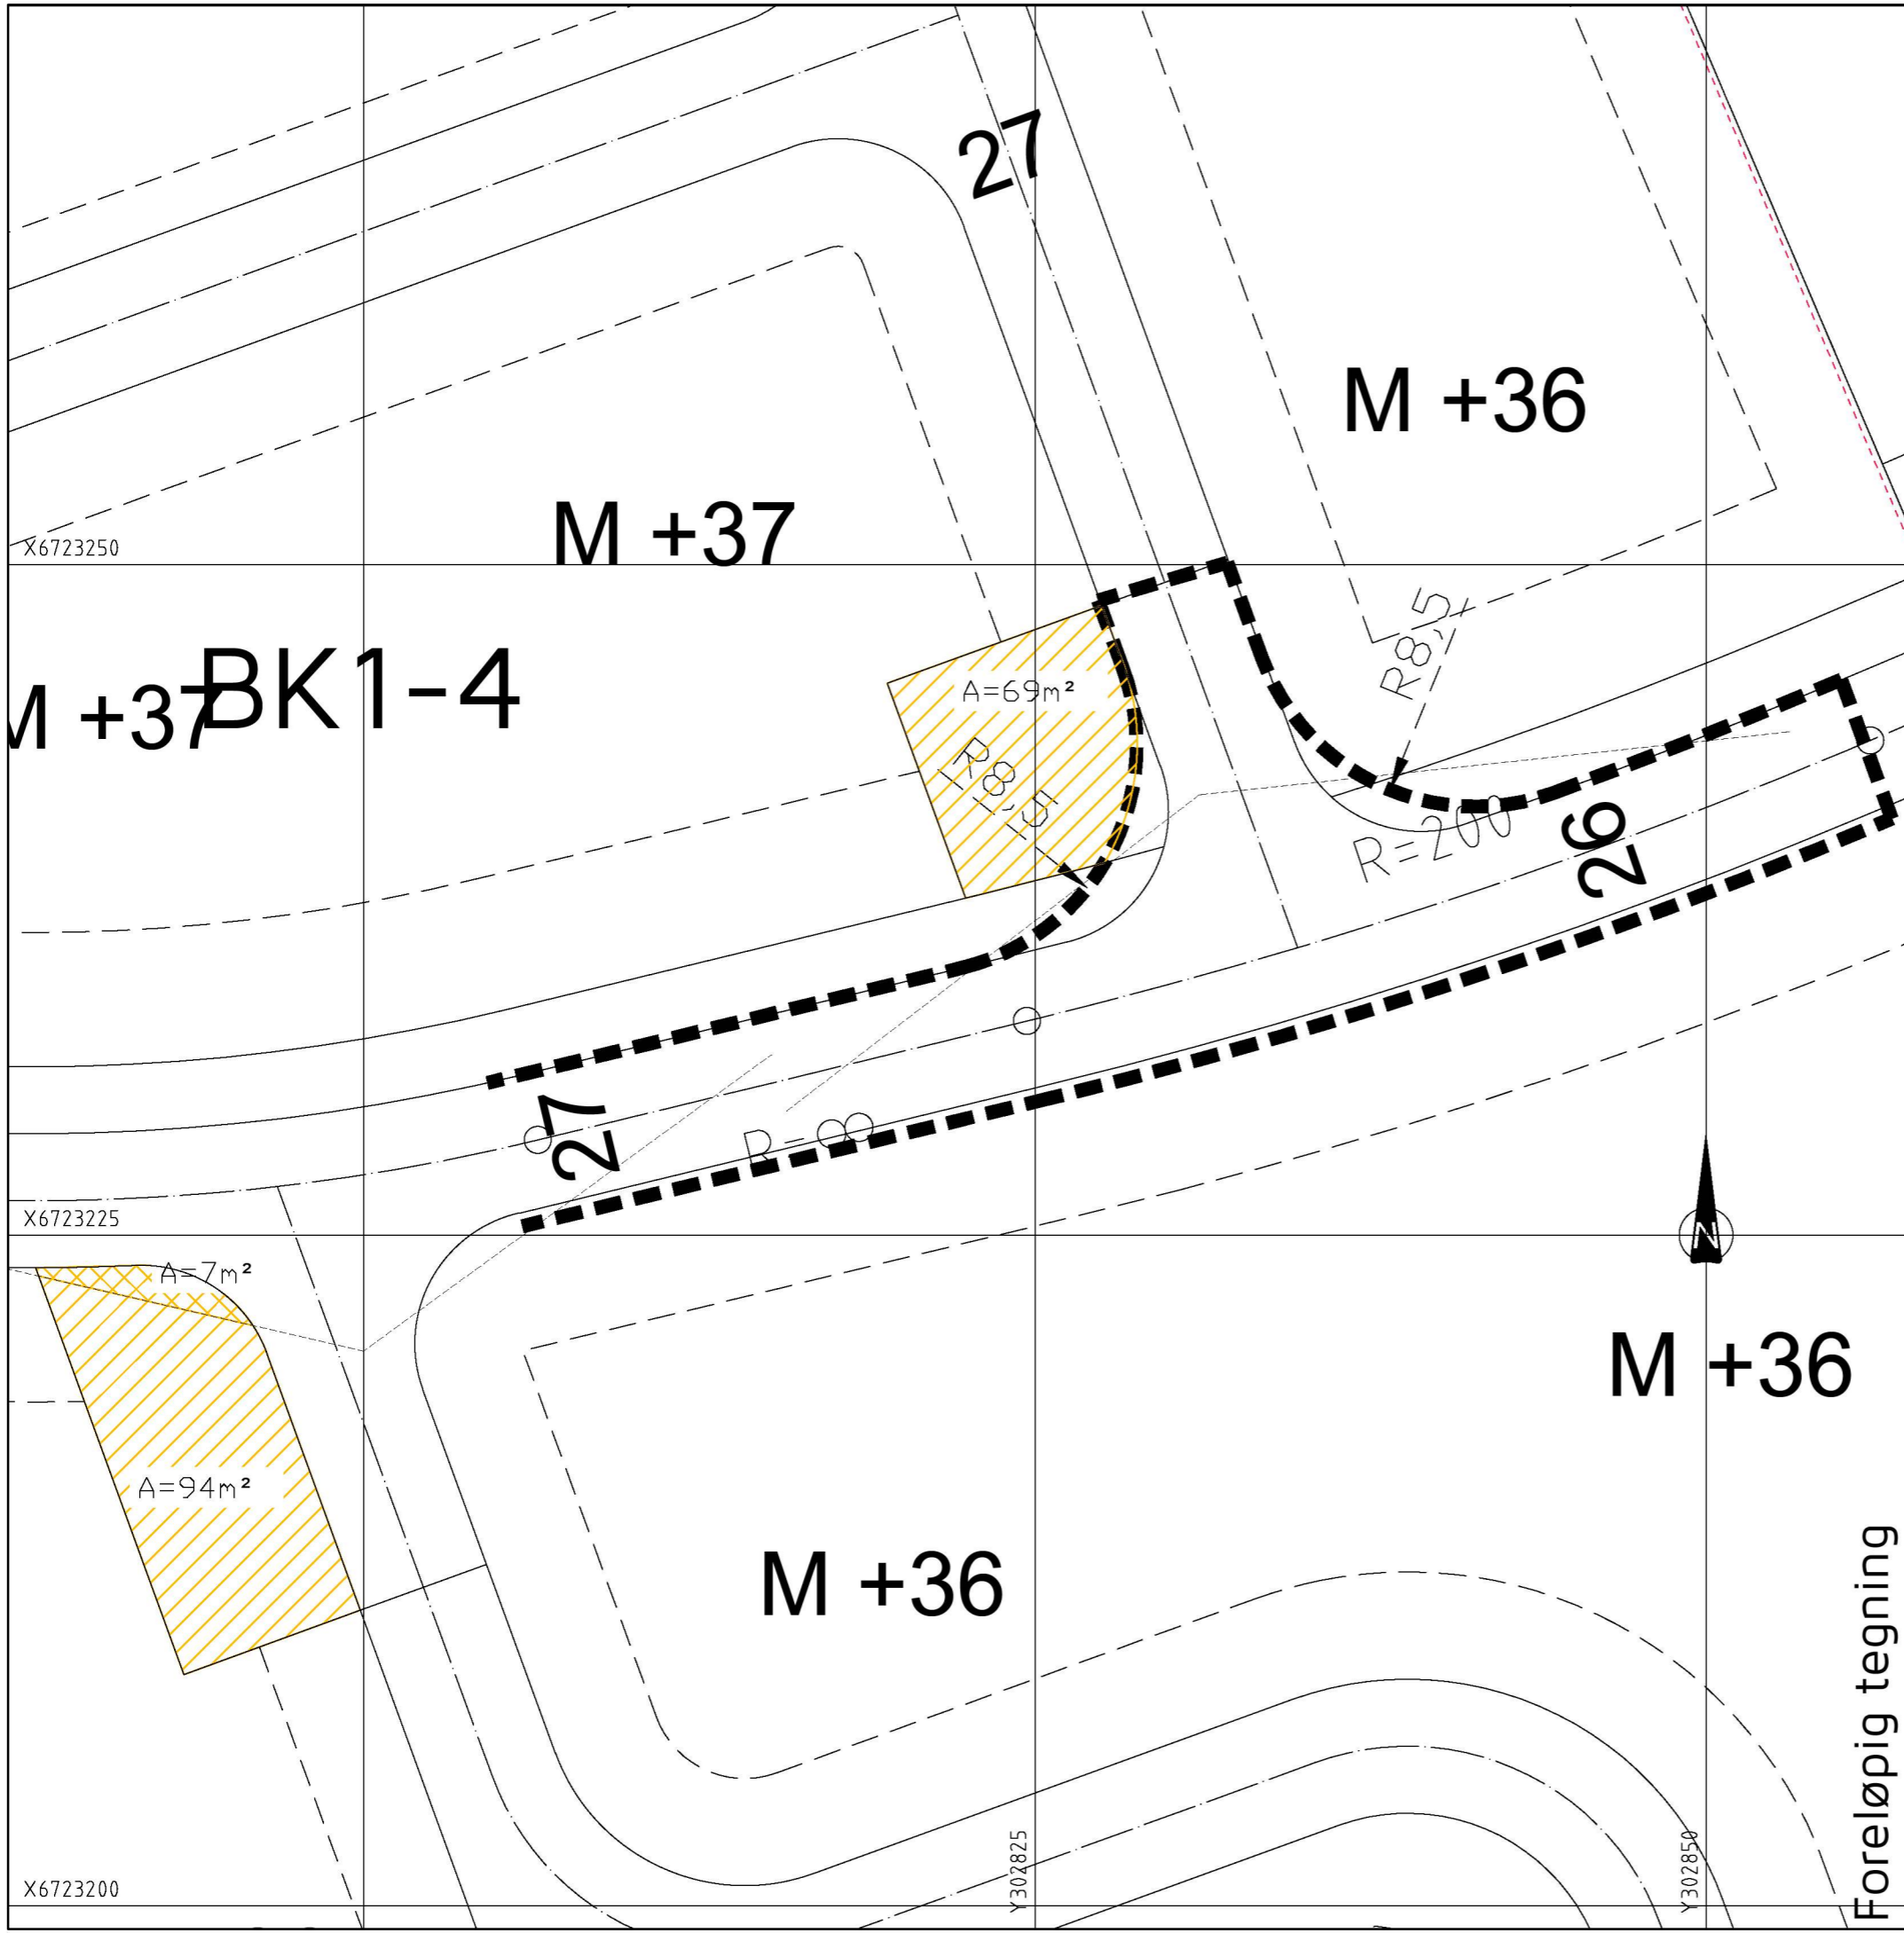 27
M +36
M +37
X6723250
BK1-4
M +37
A=69m²
R8,5
R8,5
R=200
26
27
R=∞
X6723225
N
A=7m²
M +36
A=94m²
M +36
Foreløpig tegning
Y302825
Y302850
X6723200